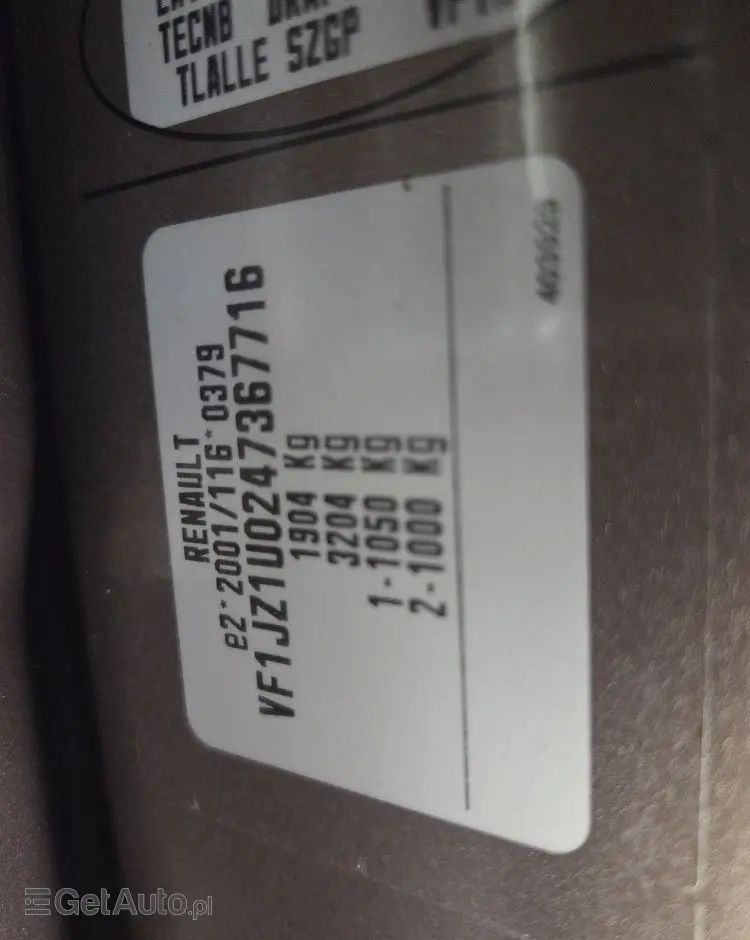 TECNB
TLALLE SZGP
RENAULT
e2*2001/116*0379
VF1JZ1U0247367716
1904 Kg
3204 Kg
1-1050 Kg
2-1000 Kg
GetAuto.pl